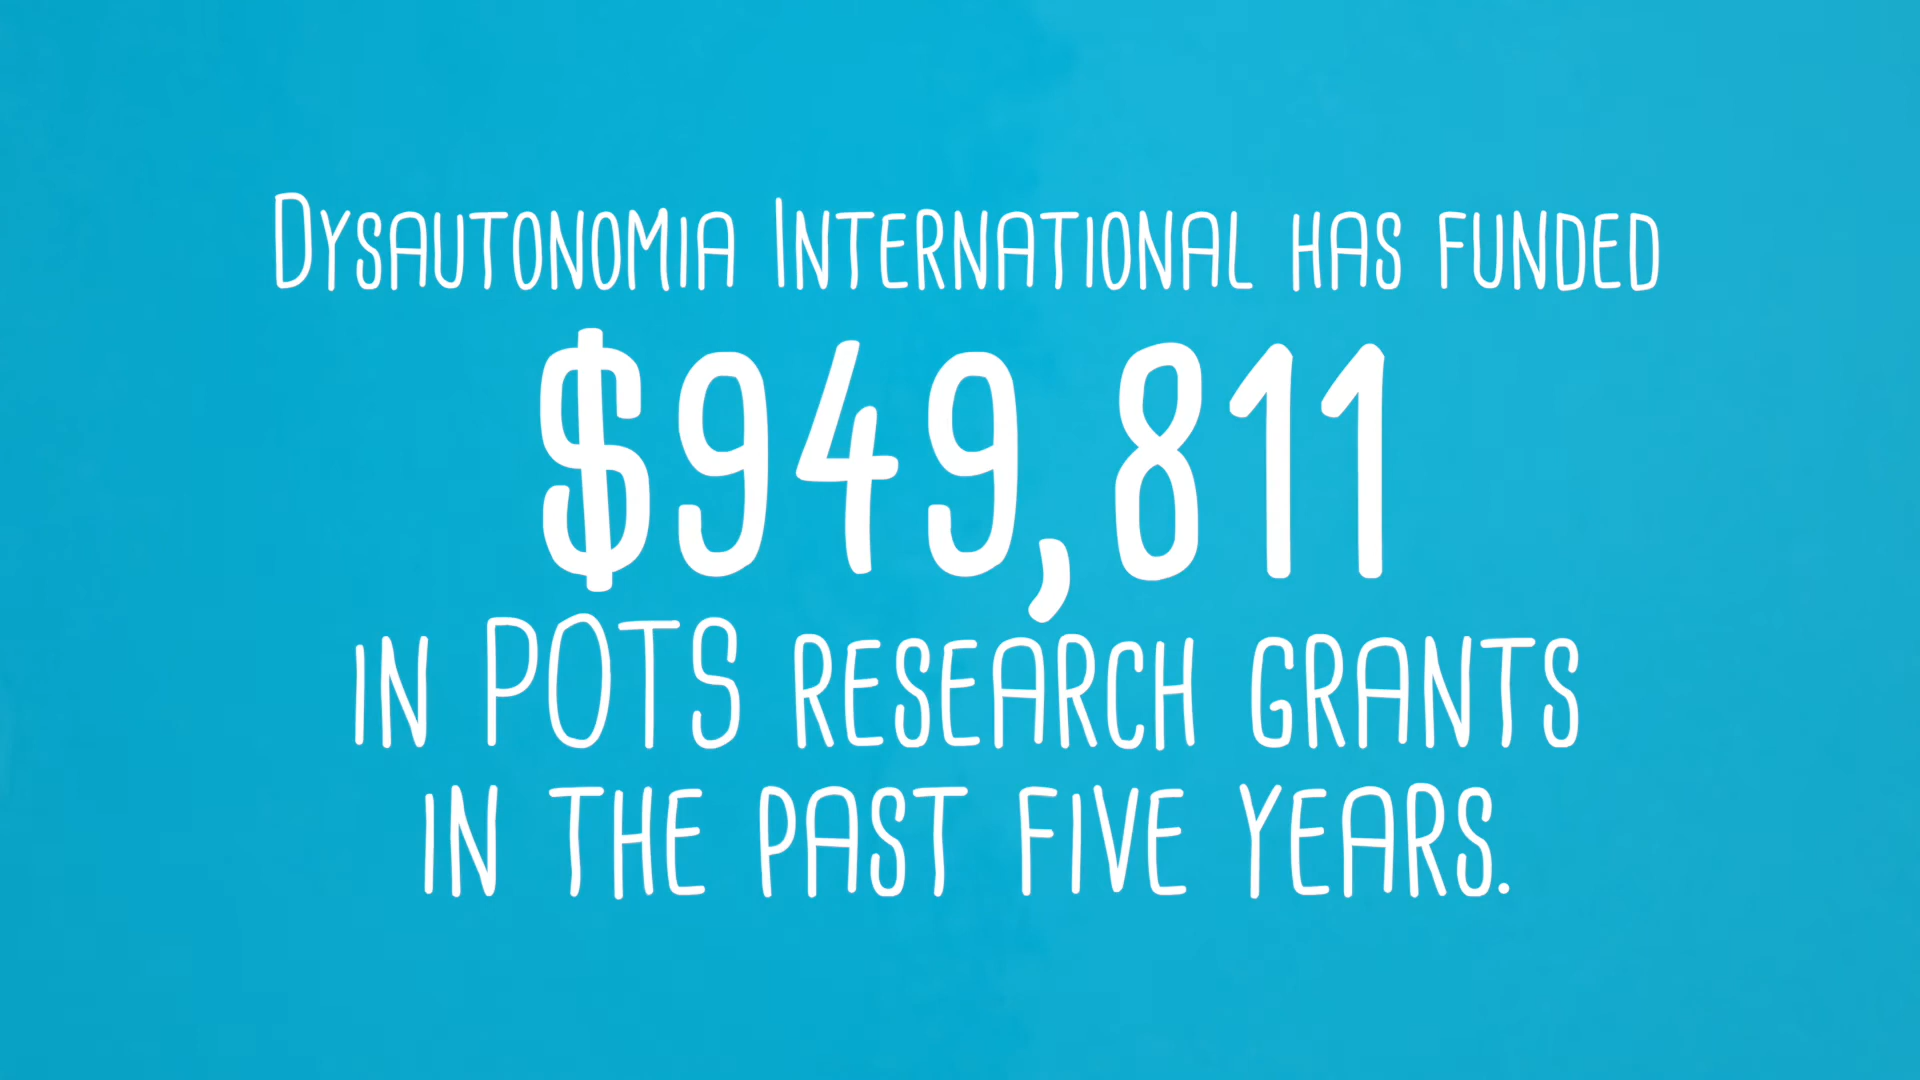 Dysautonomia International has funded
$949,811
in POTS research grants
in the past five years.